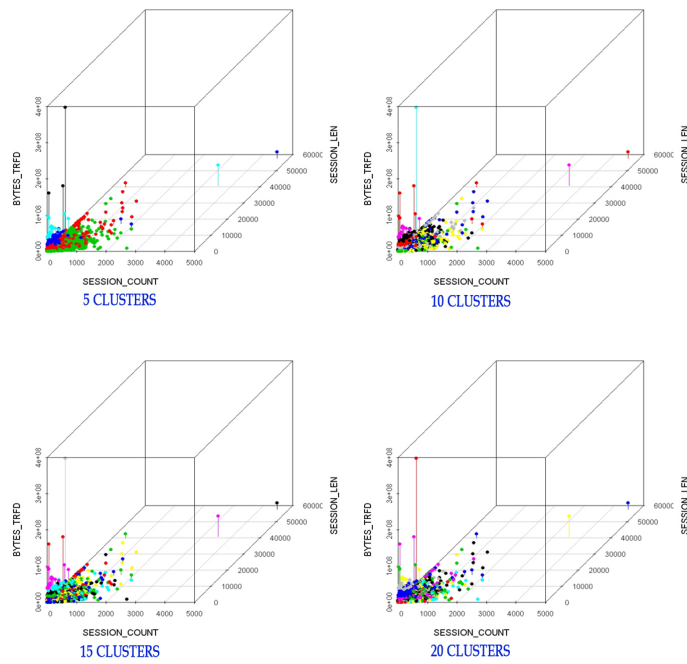 4e+08
3e+08
2e+08
1e+08
0e+00
BYTES_TRFD
0 1000 2000 3000 4000 5000
SESSION_COUNT
0
10000
20000
30000
40000
50000
60000
SESSION_LEN
5 CLUSTERS
4e+08
3e+08
2e+08
1e+08
0e+00
BYTES_TRFD
0 1000 2000 3000 4000 5000
SESSION_COUNT
0
10000
20000
30000
40000
50000
60000
SESSION_LEN
10 CLUSTERS
4e+08
3e+08
2e+08
1e+08
0e+00
BYTES_TRFD
0 1000 2000 3000 4000 5000
SESSION_COUNT
0
10000
20000
30000
40000
50000
60000
SESSION_LEN
15 CLUSTERS
4e+08
3e+08
2e+08
1e+08
0e+00
BYTES_TRFD
0 1000 2000 3000 4000 5000
SESSION_COUNT
0
10000
20000
30000
40000
50000
60000
SESSION_LEN
20 CLUSTERS